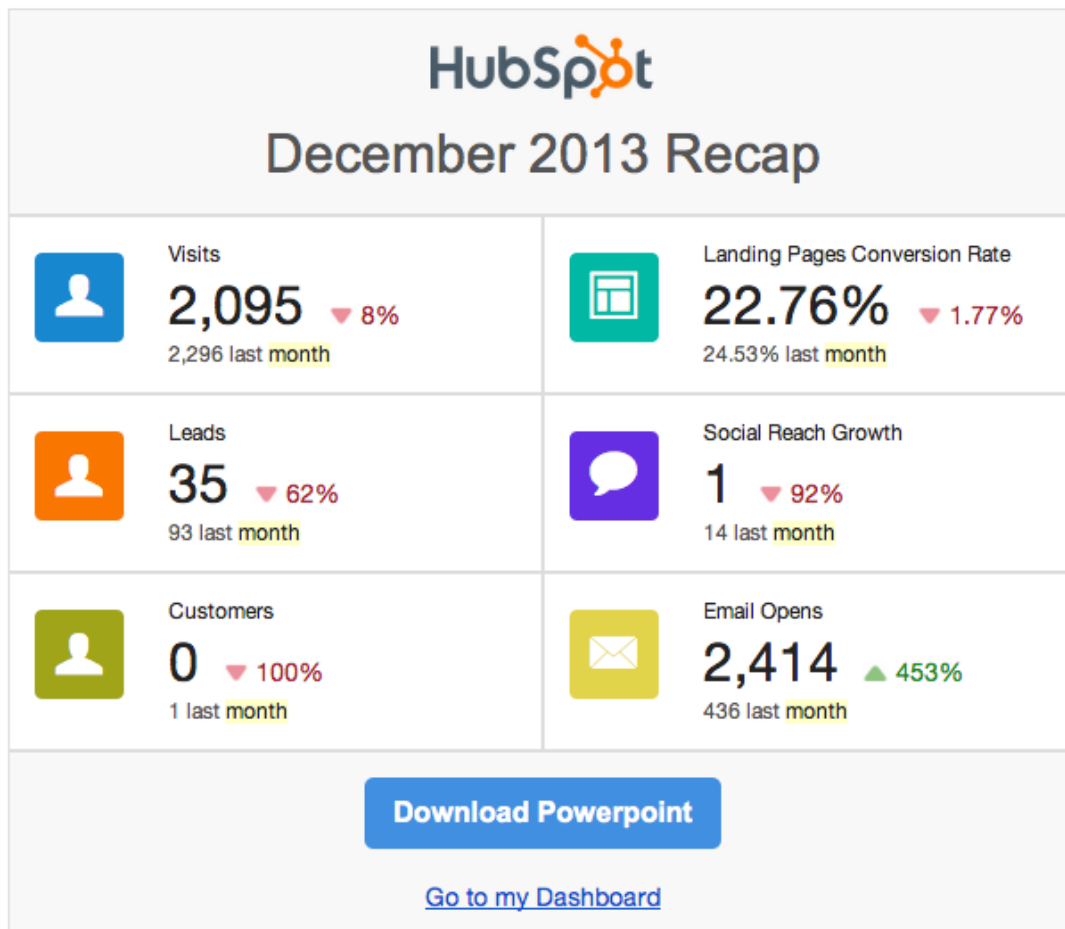 HubSpot
December 2013 Recap
Visits
2,095 ▼ 8%
2,296 last month
Landing Pages Conversion Rate
22.76% ▼ 1.77%
24.53% last month
Leads
35 ▼ 62%
93 last month
Social Reach Growth
1 ▼ 92%
14 last month
Customers
0 ▼ 100%
1 last month
Email Opens
2,414 ▲ 453%
436 last month
Download Powerpoint
Go to my Dashboard